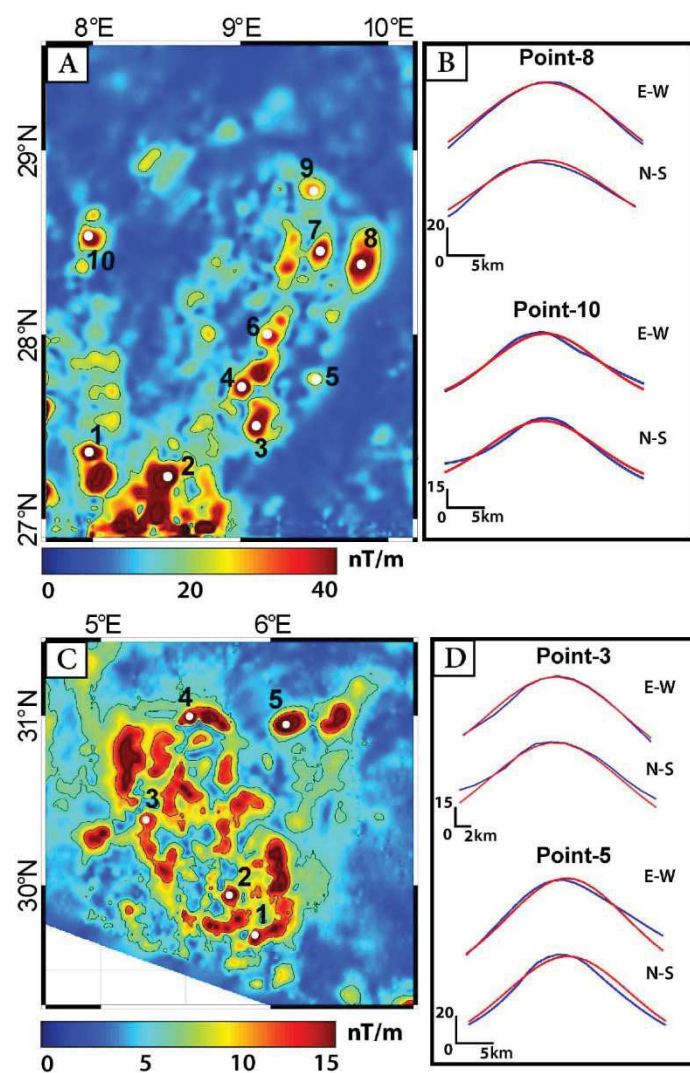 8°E 9°E 10°E
A
29°N
28°N
27°N
9
7
8
10
6
4
5
3
1
2
nT/m
0 20 40
B
Point-8
E-W
N-S
20
0 5km
Point-10
E-W
N-S
15
0 5km
5°E 6°E
C
31°N
30°N
4
5
3
2
1
nT/m
0 5 10 15
D
Point-3
E-W
N-S
15
0 2km
Point-5
E-W
N-S
20
0 5km